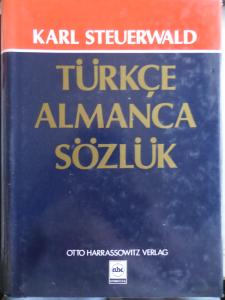 KARL STEUERWALD
TÜRKÇE
ALMANCA
SÖZLÜK
OTTO HARRASSOWITZ VERLAG
abc